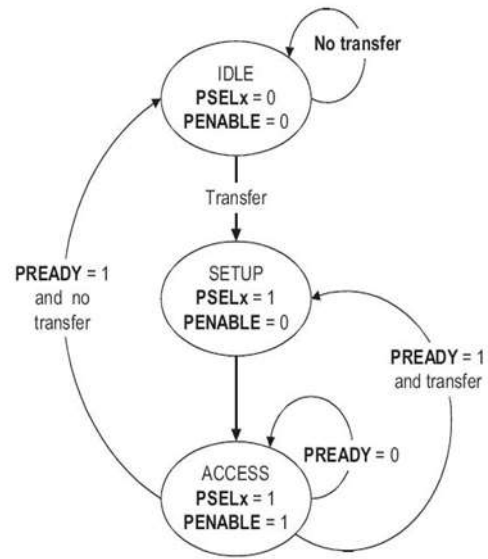 No transfer
IDLE
PSELx = 0
PENABLE = 0
Transfer
SETUP
PSELx = 1
PENABLE = 0
PREADY = 1
and no
transfer
PREADY = 1
and transfer
PREADY = 0
ACCESS
PSELx = 1
PENABLE = 1